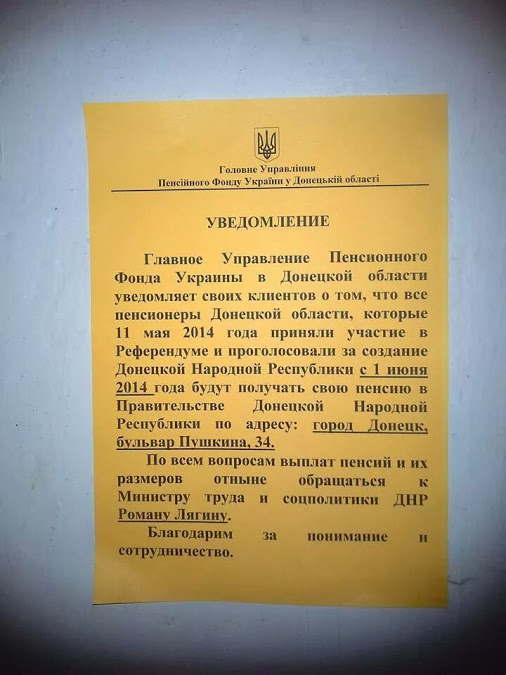 Головне Управління
Пенсійного Фонду України у Донецькій області
УВЕДОМЛЕНИЕ
Главное Управление Пенсионного
Фонда Украины в Донецкой области
уведомляет своих клиентов о том, что все
пенсионеры Донецкой области, которые
11 мая 2014 года приняли участие в
Референдуме и проголосовали за создание
Донецкой Народной Республики с 1 июня
2014 года будут получать свою пенсию в
Правительстве Донецкой Народной
Республики по адресу: город Донецк,
бульвар Пушкина, 34.
По всем вопросам выплат пенсий и их
размеров отныне обращаться к
Министру труда и соцполитики ДНР
Роману Лягину.
Благодарим за понимание и
сотрудничество.